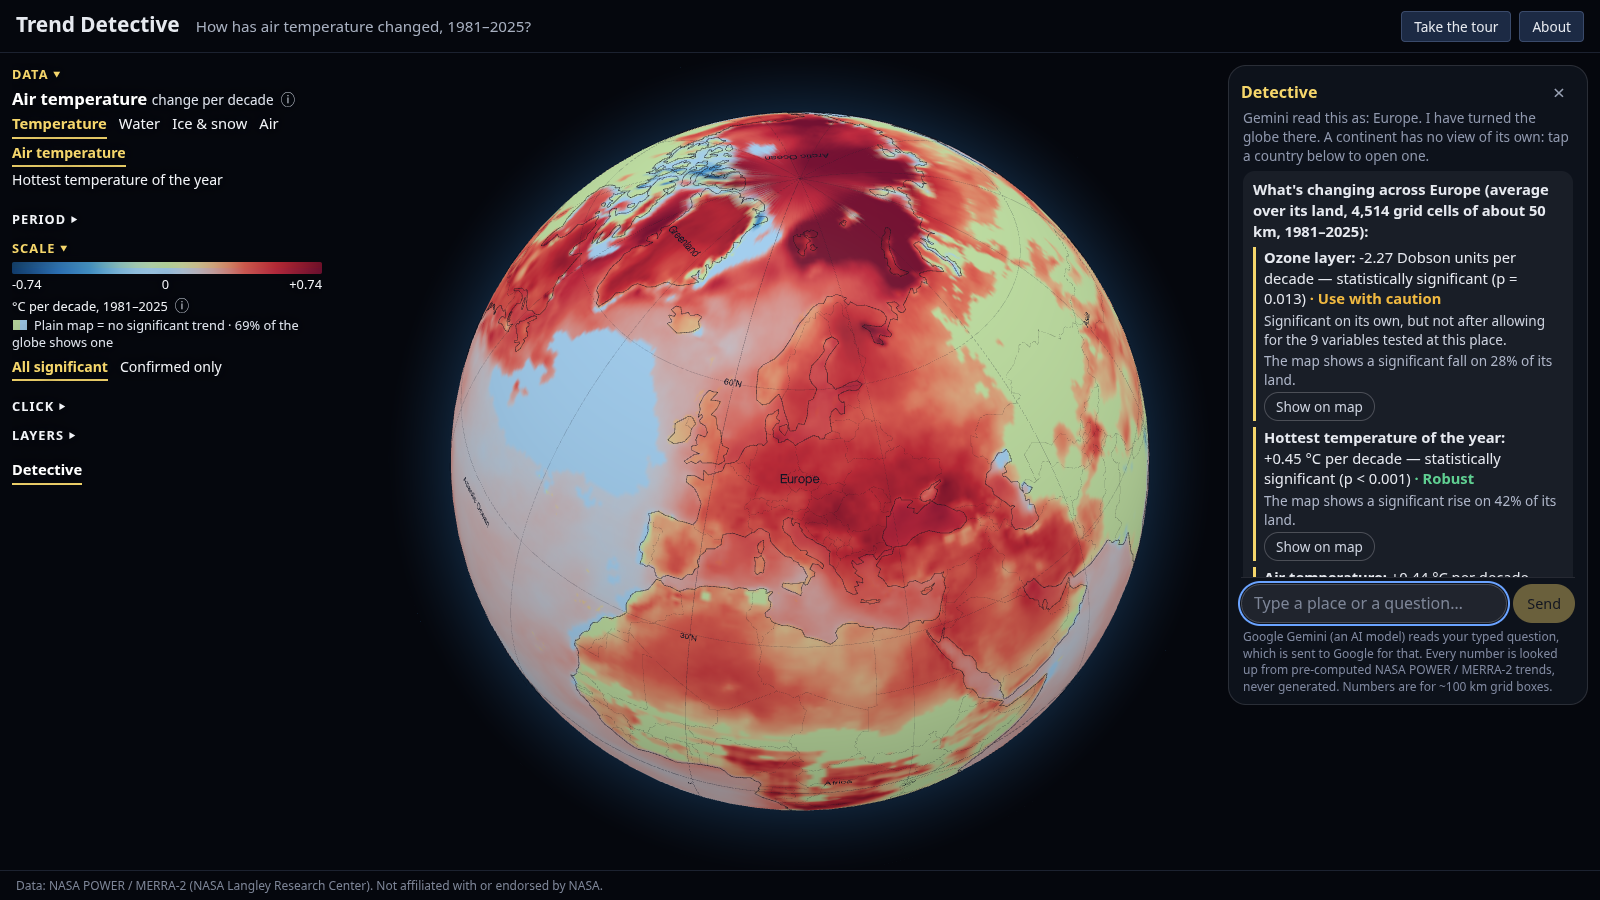 Trend Detective
How has air temperature changed, 1981–2025?
Take the tour
About
DATA ▼
Air temperature change per decade ⓘ
Temperature Water Ice & snow Air
Air temperature
Hottest temperature of the year
PERIOD ▶
SCALE ▼
-0.74 0 +0.74
°C per decade, 1981–2025 ⓘ
Plain map = no significant trend · 69% of the
globe shows one
All significant Confirmed only
CLICK ▶
LAYERS ▶
Detective
Arctic Ocean
Greenland
60°N
Europe
30°N
Africa
Detective ×
Gemini read this as: Europe. I have turned the
globe there. A continent has no view of its own: tap
a country below to open one.
What's changing across Europe (average
over its land, 4,514 grid cells of about 50
km, 1981–2025):
Ozone layer: -2.27 Dobson units per
decade — statistically significant (p =
0.013) · Use with caution
Significant on its own, but not after allowing
for the 9 variables tested at this place.
The map shows a significant fall on 28% of its
land.
Show on map
Hottest temperature of the year:
+0.45 °C per decade — statistically
significant (p < 0.001) · Robust
The map shows a significant rise on 42% of its
land.
Show on map
Air temperature: +0.44 °C per decade
Type a place or a question...
Send
Google Gemini (an AI model) reads your typed question,
which is sent to Google for that. Every number is looked
up from pre-computed NASA POWER / MERRA-2 trends,
never generated. Numbers are for ~100 km grid boxes.
Data: NASA POWER / MERRA-2 (NASA Langley Research Center). Not affiliated with or endorsed by NASA.